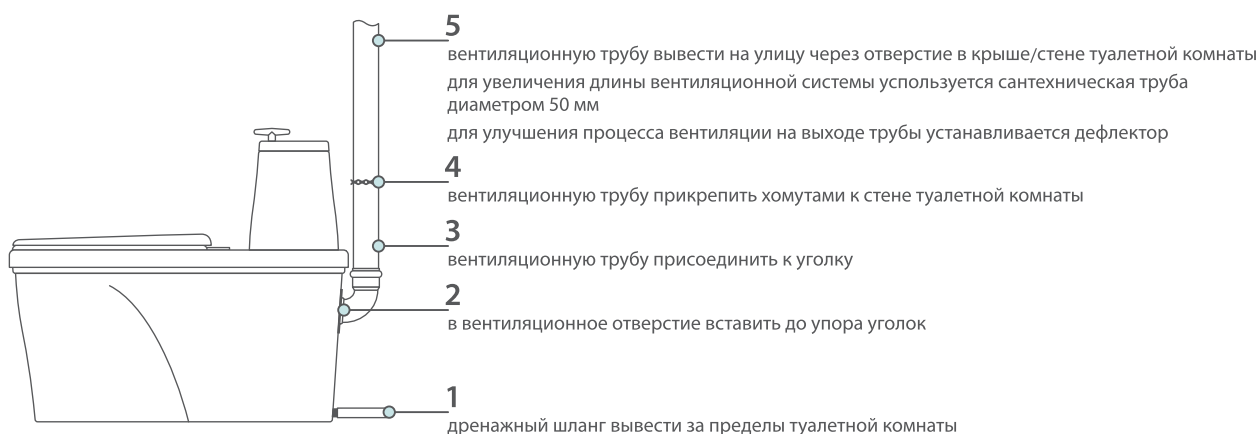 5
вентиляционную трубу вывести на улицу через отверстие в крыше/стене туалетной комнаты
для увеличения длины вентиляционной системы успользуется сантехническая труба
диаметром 50 мм
для улучшения процесса вентиляции на выходе трубы устанавливается дефлектор
4
вентиляционную трубу прикрепить хомутами к стене туалетной комнаты
3
вентиляционную трубу присоединить к уголку
2
в вентиляционное отверстие вставить до упора уголок
1
дренажный шланг вывести за пределы туалетной комнаты